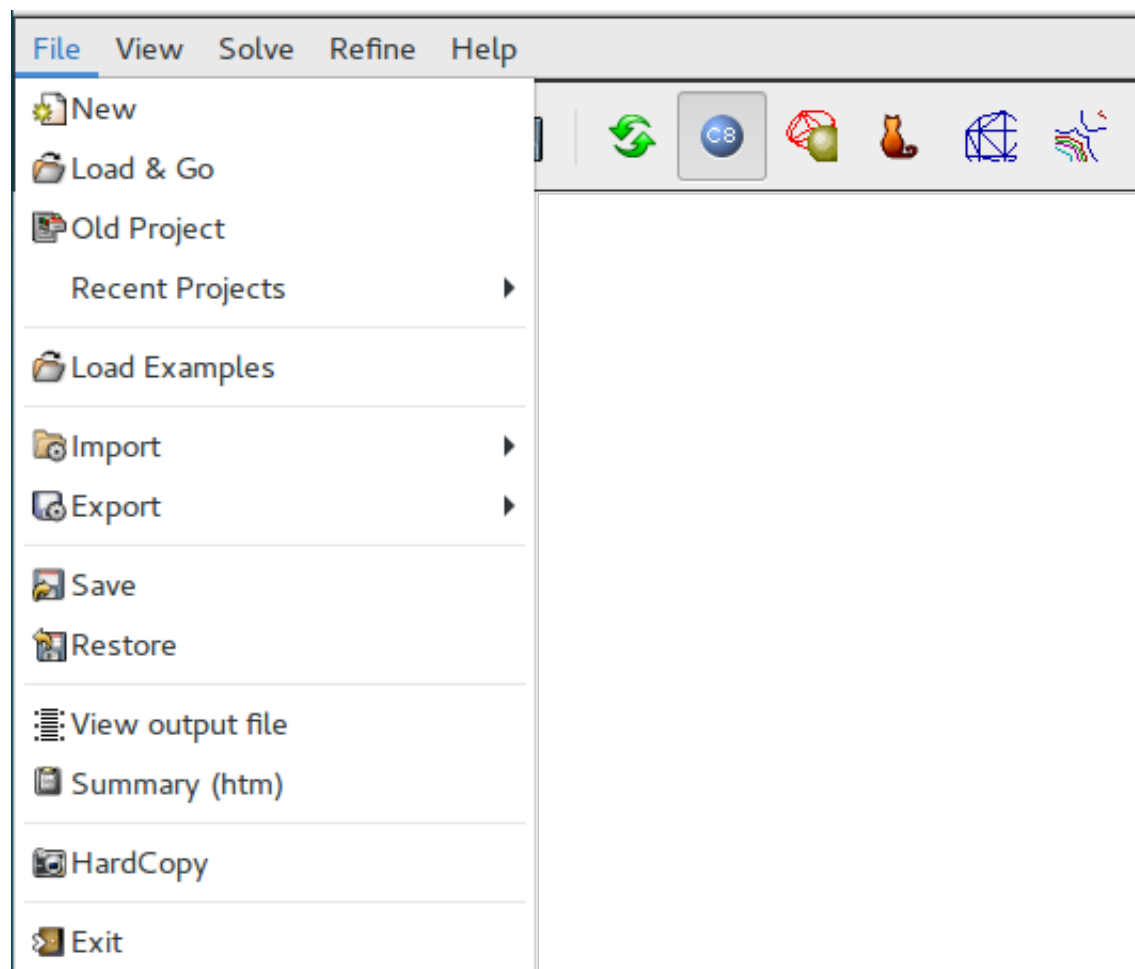 File View Solve Refine Help
New
Load & Go
C8
Old Project
Recent Projects
Load Examples
Import
Export
Save
Restore
View output file
Summary (htm)
HardCopy
Exit